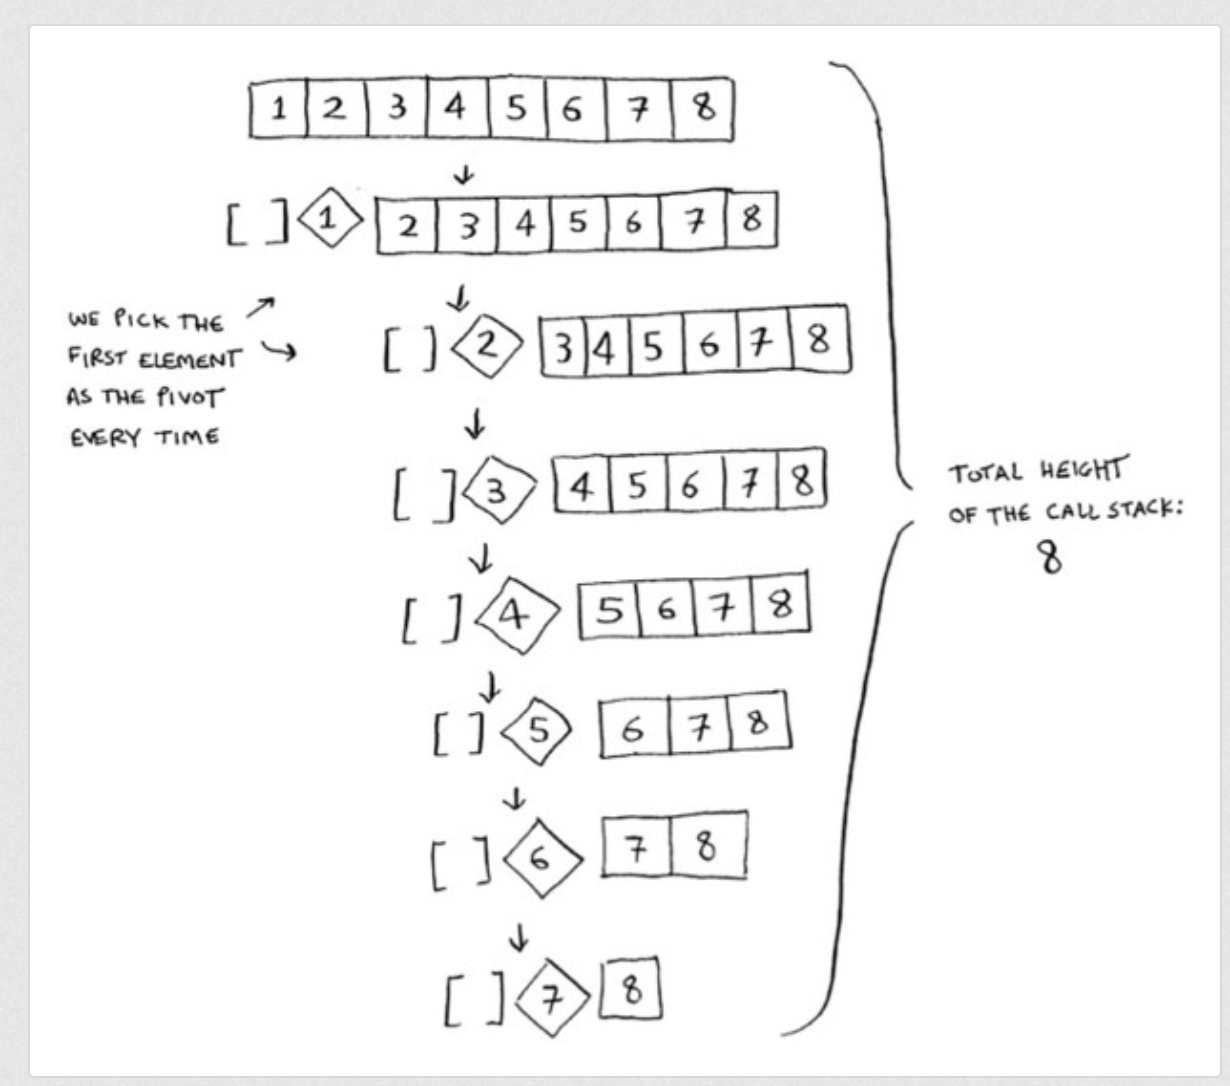 1 2 3 4 5 6 7 8
[ ] 1 2 3 4 5 6 7 8
[ ] 2 3 4 5 6 7 8
WE PICK THE
FIRST ELEMENT
AS THE PIVOT
EVERY TIME
[ ] 3 4 5 6 7 8
TOTAL HEIGHT
OF THE CALL STACK:
8
[ ] 4 5 6 7 8
[ ] 5 6 7 8
[ ] 6 7 8
[ ] 7 8